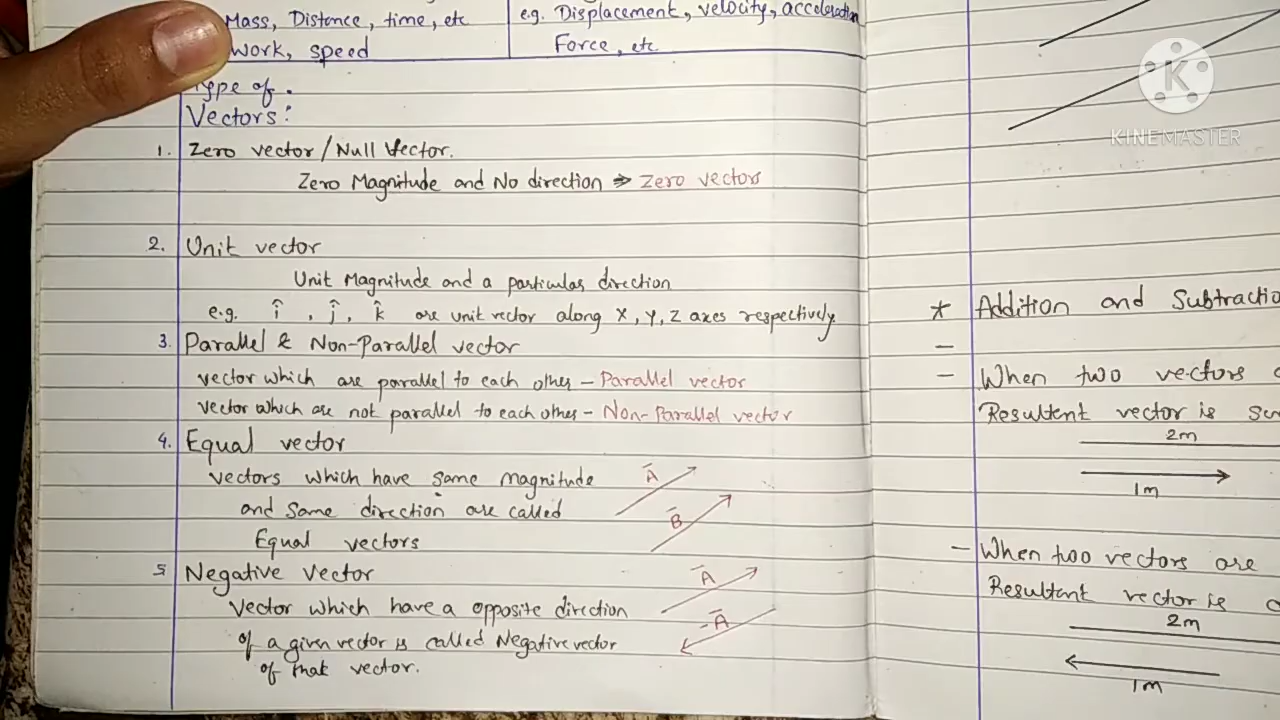 Mass, Distance, time, etc
work, speed
e.g. Displacement, velocity, acceleration
Force, etc.
Type of.
Vectors:
1. Zero vector/Null Vector.
Zero Magnitude and No direction => Zero vectors
2. Unit vector
Unit Magnitude and a particular direction
e.g. î, ĵ, k̂ are unit vector along X, Y, Z axes respectively
3. Parallel & Non-Parallel vector
vector which are parallel to each other - Parallel vector
vector which are not parallel to each other - Non-Parallel vector
4. Equal vector
vectors which have same magnitude
and same direction are called
Equal vectors
A̅
B̅
5 Negative vector
vector which have a opposite direction
of a given vector is called Negative vector
of that vector.
A̅
-A̅
* Addition and Subtractio
-
- When two vectors
Resultent vector is
2m
1m
- When two vectors are
Resultent vector is
2m
1m
K
KINEMASTER